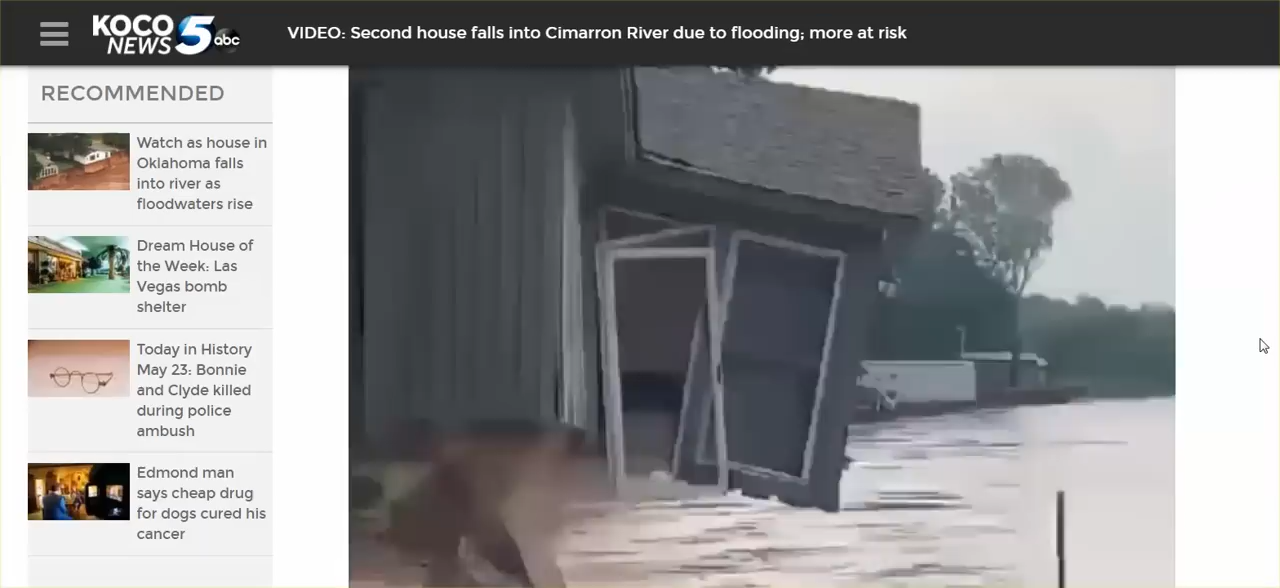 KOCO
NEWS 5 abc
VIDEO: Second house falls into Cimarron River due to flooding; more at risk
RECOMMENDED
Watch as house in
Oklahoma falls
into river as
floodwaters rise
Dream House of
the Week: Las
Vegas bomb
shelter
Today in History
May 23: Bonnie
and Clyde killed
during police
ambush
Edmond man
says cheap drug
for dogs cured his
cancer